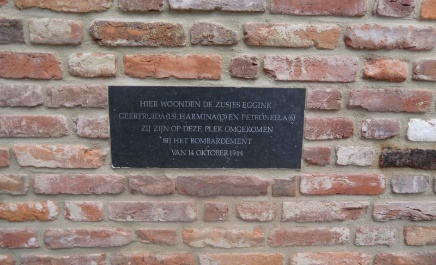 HIER WOONDEN DE ZUSJES EGGINK
GEERTRUIDA(15), HARMINA(13) EN PETRONELLA(6)
ZIJ ZIJN OP DEZE PLEK OMGEKOMEN
BIJ HET BOMBARDEMENT
VAN 14 OKTOBER 1944